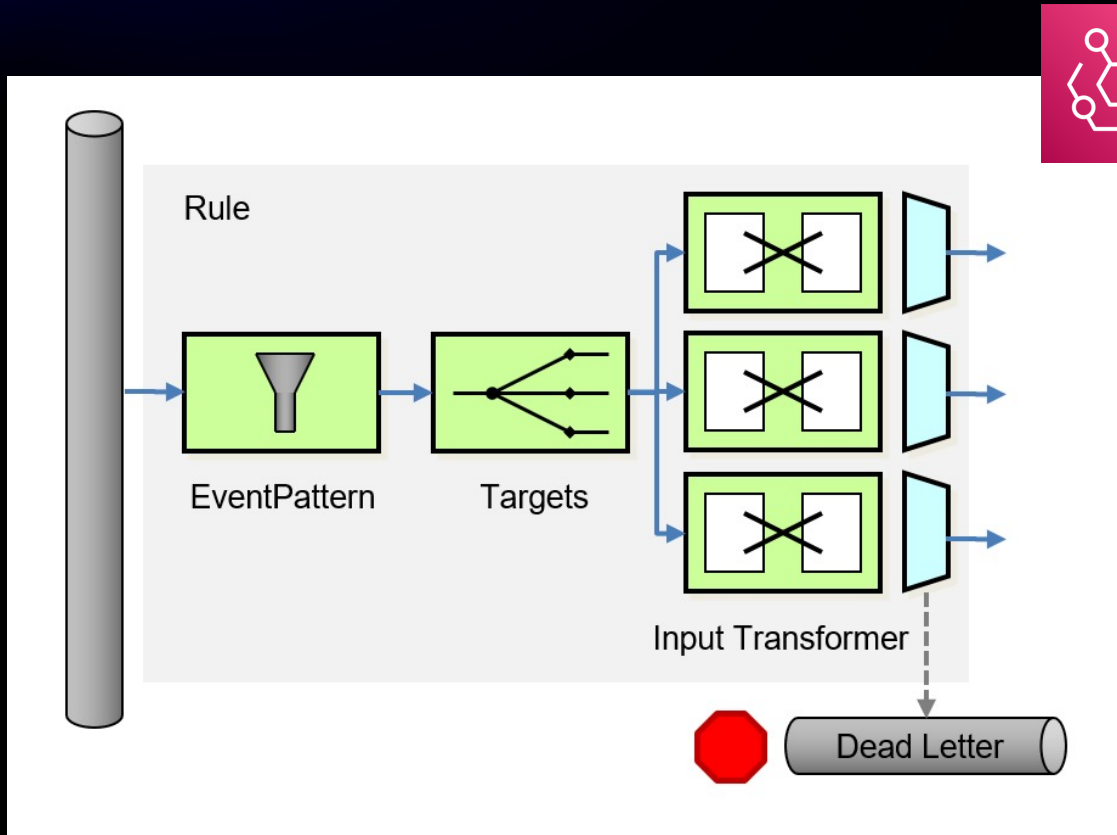 Rule
EventPattern
Targets
Input Transformer
Dead Letter